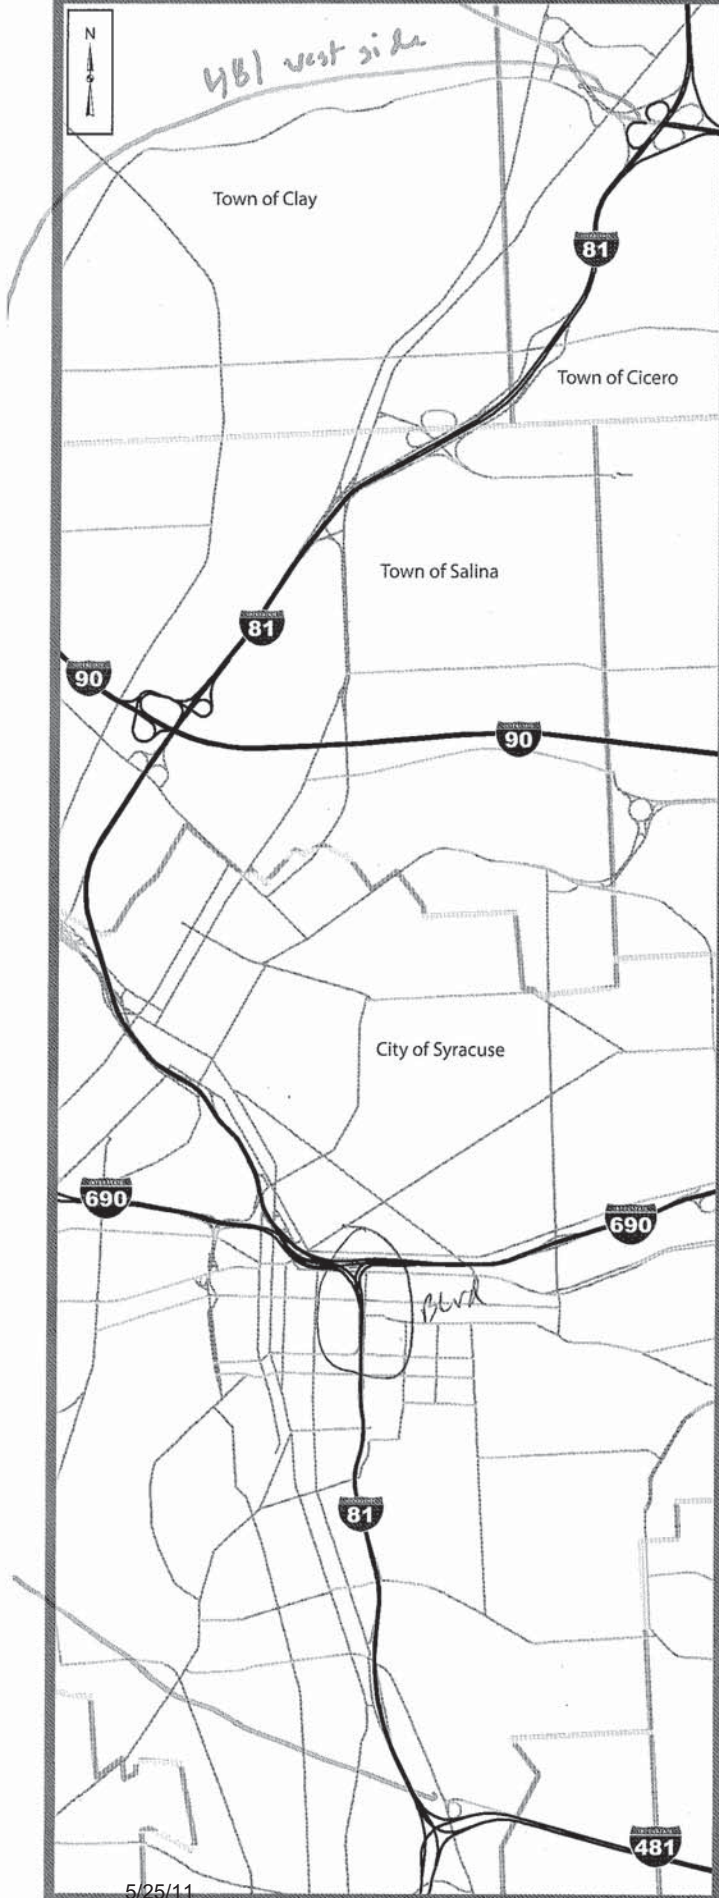 N
481 west side
Town of Clay
81
Town of Cicero
Town of Salina
81
90
90
City of Syracuse
690
690
Blvd
81
481
5/25/11